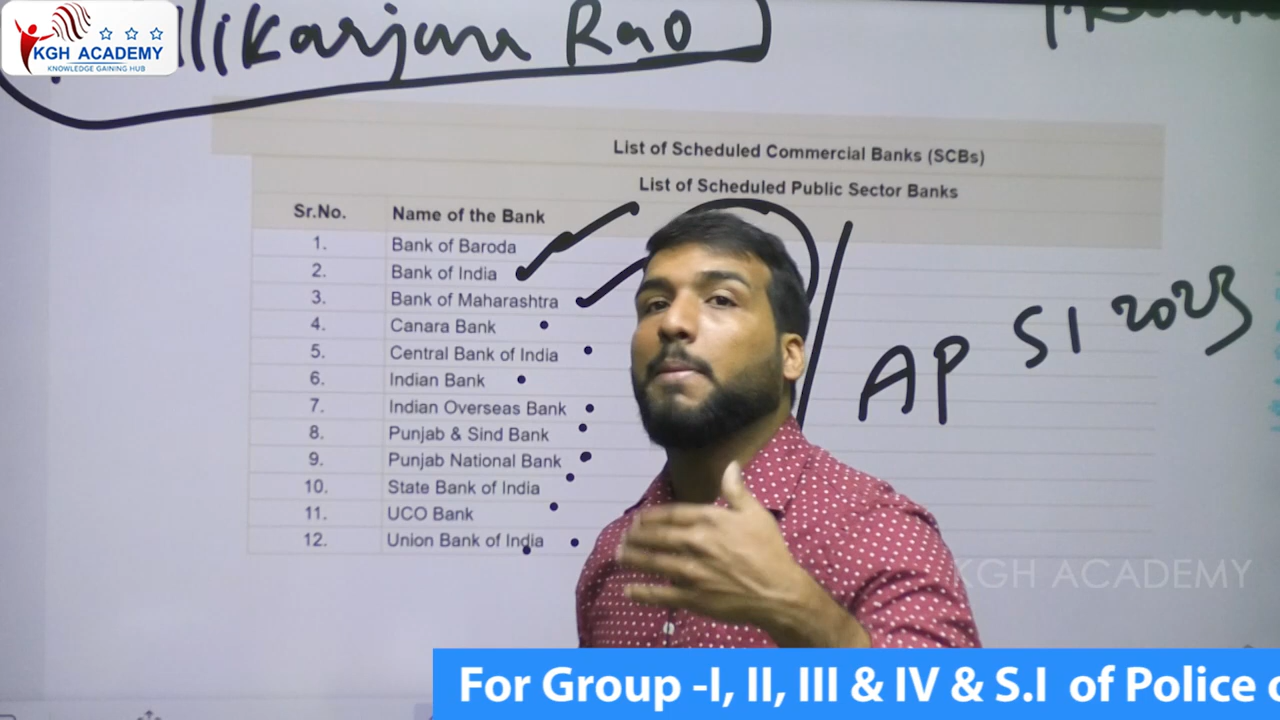 KGH ACADEMY
KNOWLEDGE GAINING HUB
Rao
List of Scheduled Commercial Banks (SCBs)
List of Scheduled Public Sector Banks
Sr.No. Name of the Bank
1. Bank of Baroda
2. Bank of India
3. Bank of Maharashtra
4. Canara Bank
5. Central Bank of India
6. Indian Bank
7. Indian Overseas Bank
8. Punjab & Sind Bank
9. Punjab National Bank
10. State Bank of India
11. UCO Bank
12. Union Bank of India
AP SI 2023
KGH ACADEMY
For Group -I, II, III & IV & S.I of Police